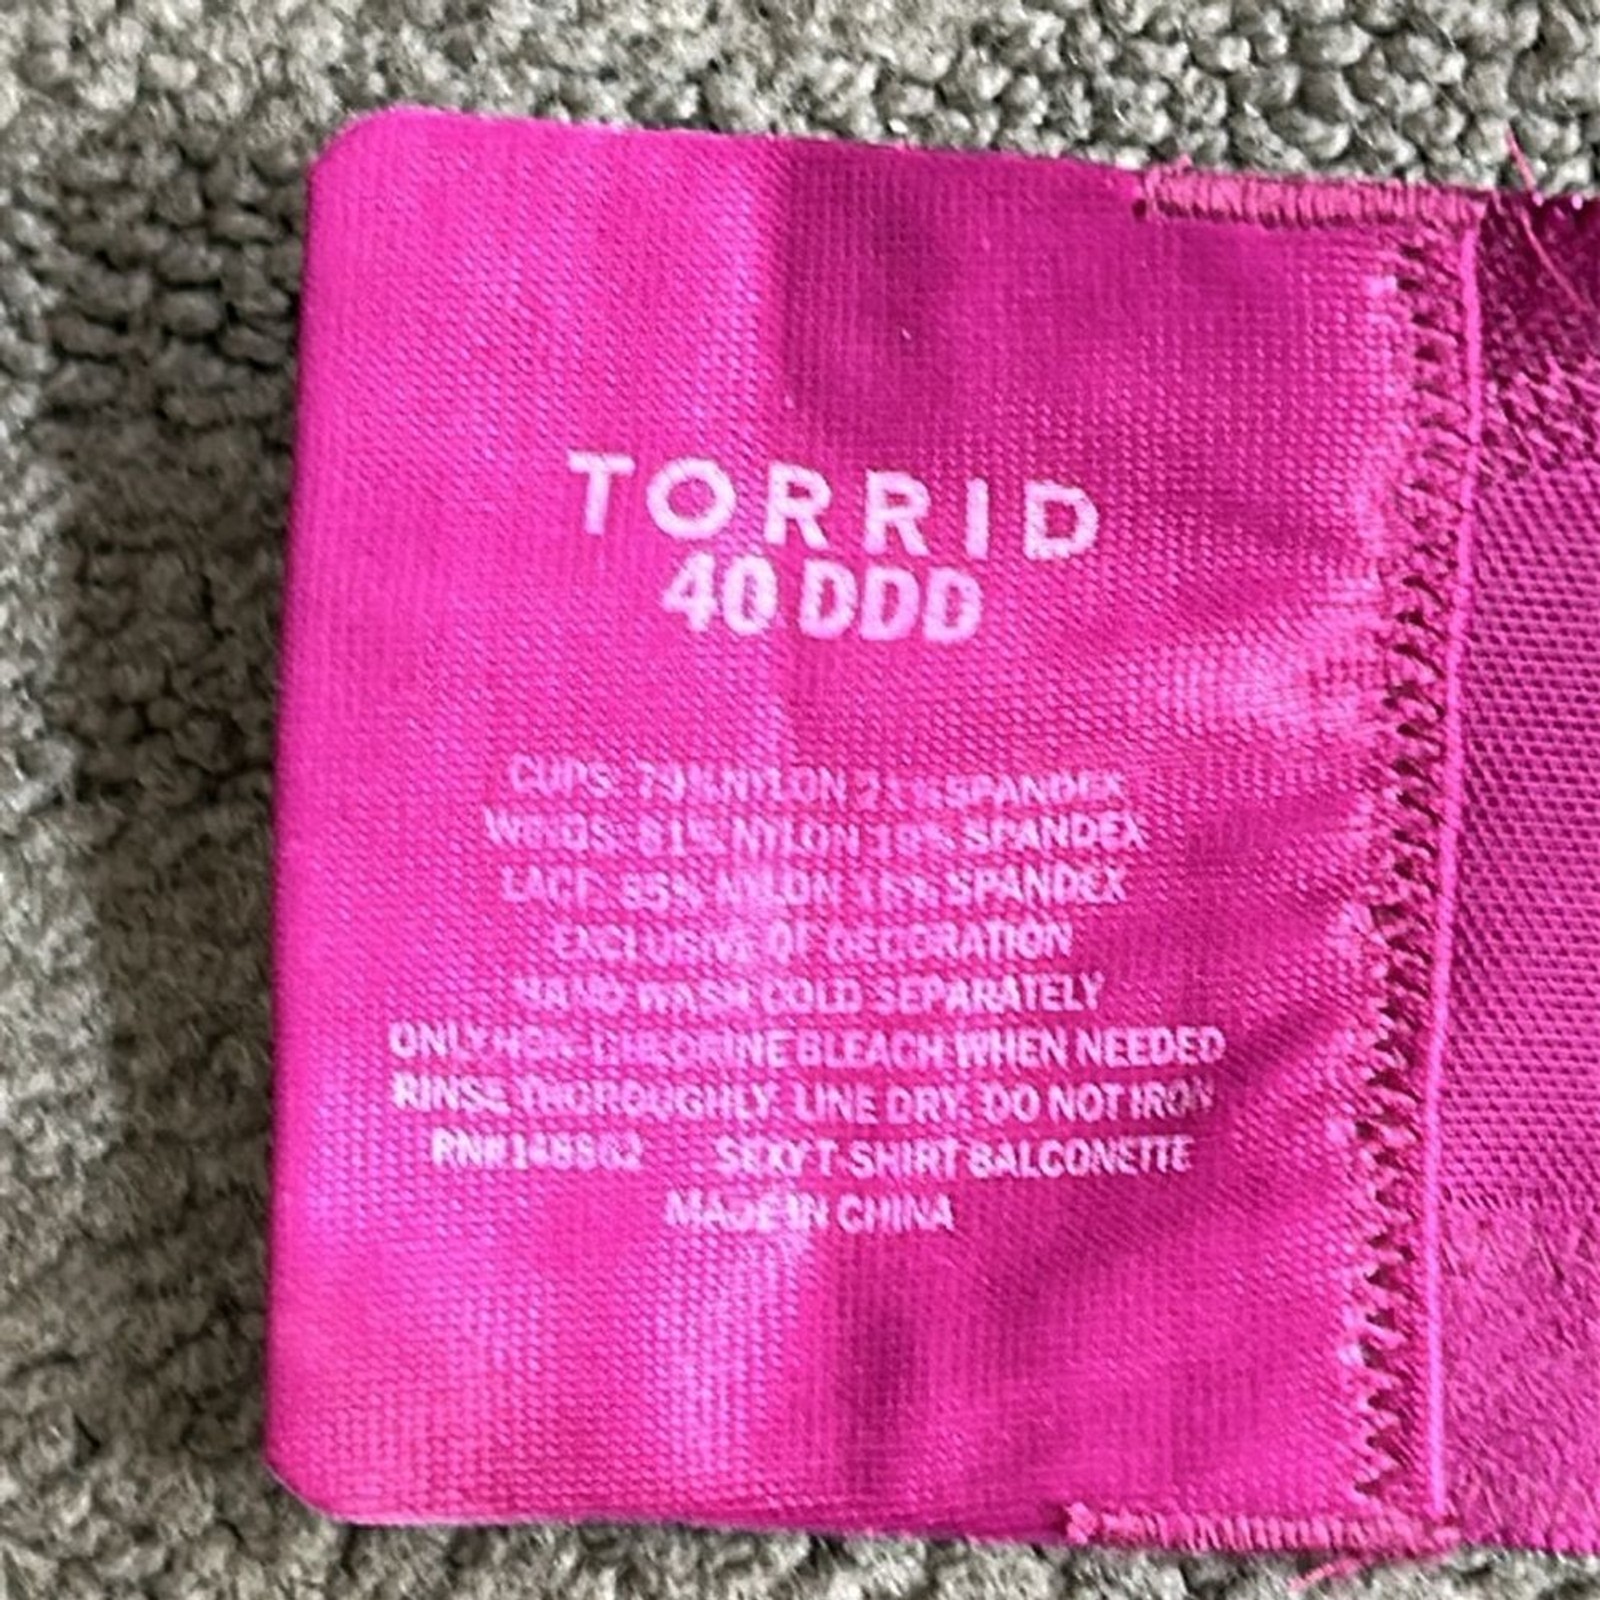 TORRID
40 DDD
CUPS: 79% NYLON 21% SPANDEX
WINGS: 81% NYLON 19% SPANDEX
LACE: 85% NYLON 15% SPANDEX
EXCLUSIVE OF DECORATION
HAND WASH COLD SEPARATELY
ONLY NON-CHLORINE BLEACH WHEN NEEDED
RINSE THOROUGHLY. LINE DRY. DO NOT IRON
SEXY T-SHIRT BALCONETTE
MADE IN CHINA